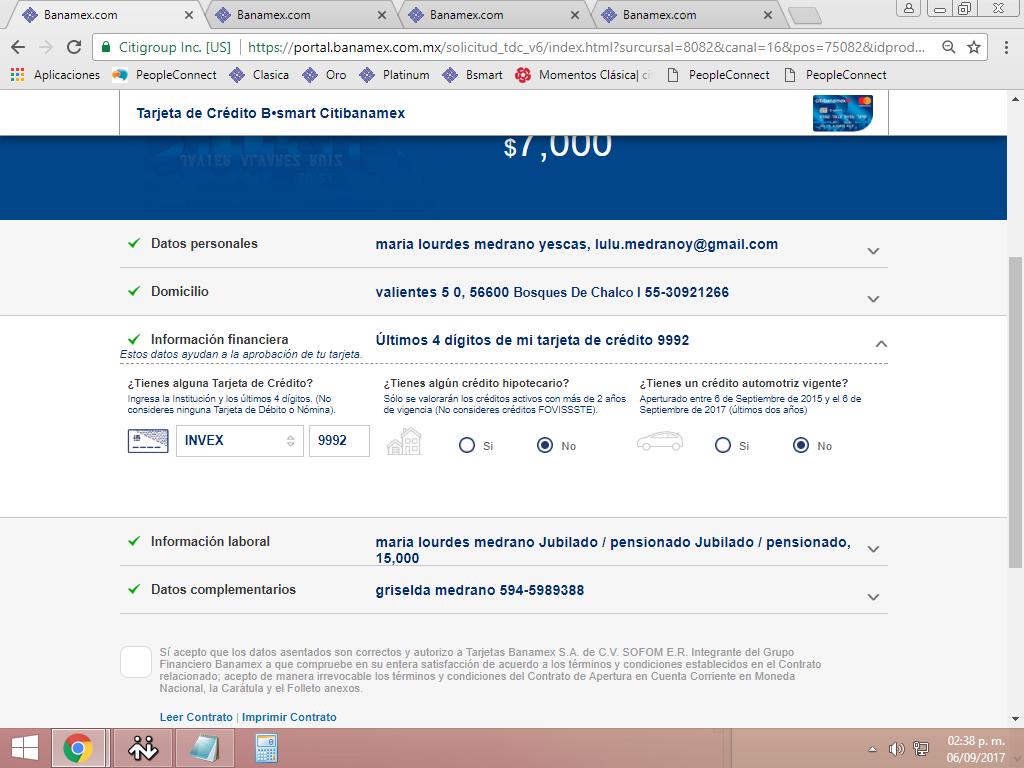 Banamex.com
Banamex.com
Banamex.com
Banamex.com
Citigroup Inc. [US] https://portal.banamex.com.mx/solicitud_tdc_v6/index.html?surcursal=8082&canal=16&pos=75082&idprod...
Aplicaciones PeopleConnect Clasica Oro Platinum Bsmart Momentos Clásica| ci PeopleConnect PeopleConnect
Tarjeta de Crédito B•smart Citibanamex
$7,000
Datos personales maria lourdes medrano yescas, lulu.medranoy@gmail.com
Domicilio valientes 5 0, 56600 Bosques De Chalco I 55-30921266
Información financiera Últimos 4 dígitos de mi tarjeta de crédito 9992
Estos datos ayudan a la aprobación de tu tarjeta.
¿Tienes alguna Tarjeta de Crédito?
Ingresa la Institución y los últimos 4 dígitos. (No
consideres ninguna Tarjeta de Débito o Nómina).
INVEX 9992
¿Tienes algún crédito hipotecario?
Sólo se valorarán los créditos activos con más de 2 años
de vigencia (No consideres créditos FOVISSSTE).
Si No
¿Tienes un crédito automotriz vigente?
Aperturado entre 6 de Septiembre de 2015 y el 6 de
Septiembre de 2017 (últimos dos años)
Si No
Información laboral maria lourdes medrano Jubilado / pensionado Jubilado / pensionado,
15,000
Datos complementarios griselda medrano 594-5989388
Sí acepto que los datos asentados son correctos y autorizo a Tarjetas Banamex S.A. de C.V. SOFOM E.R. Integrante del Grupo
Financiero Banamex a que compruebe en su entera satisfacción de acuerdo a los términos y condiciones establecidos en el Contrato
relacionado; acepto de manera irrevocable los términos y condiciones del Contrato de Apertura en Cuenta Corriente en Moneda
Nacional, la Carátula y el Folleto anexos.
Leer Contrato | Imprimir Contrato
02:38 p. m.
06/09/2017